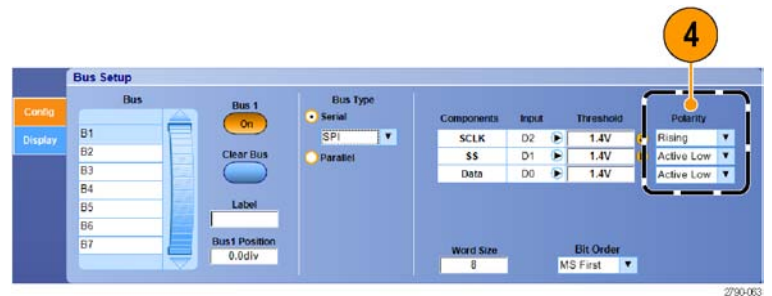 4
Bus Setup
Config
Display
Bus
B1
B2
B3
B4
B5
B6
B7
Bus 1
On
Clear Bus
Label
Bus1 Position
0.0div
Bus Type
Serial
SPI
Parallel
Components Input Threshold Polarity
SCLK D2 1.4V Rising
SS D1 1.4V Active Low
Data D0 1.4V Active Low
Word Size
8
Bit Order
MS First
2790-063